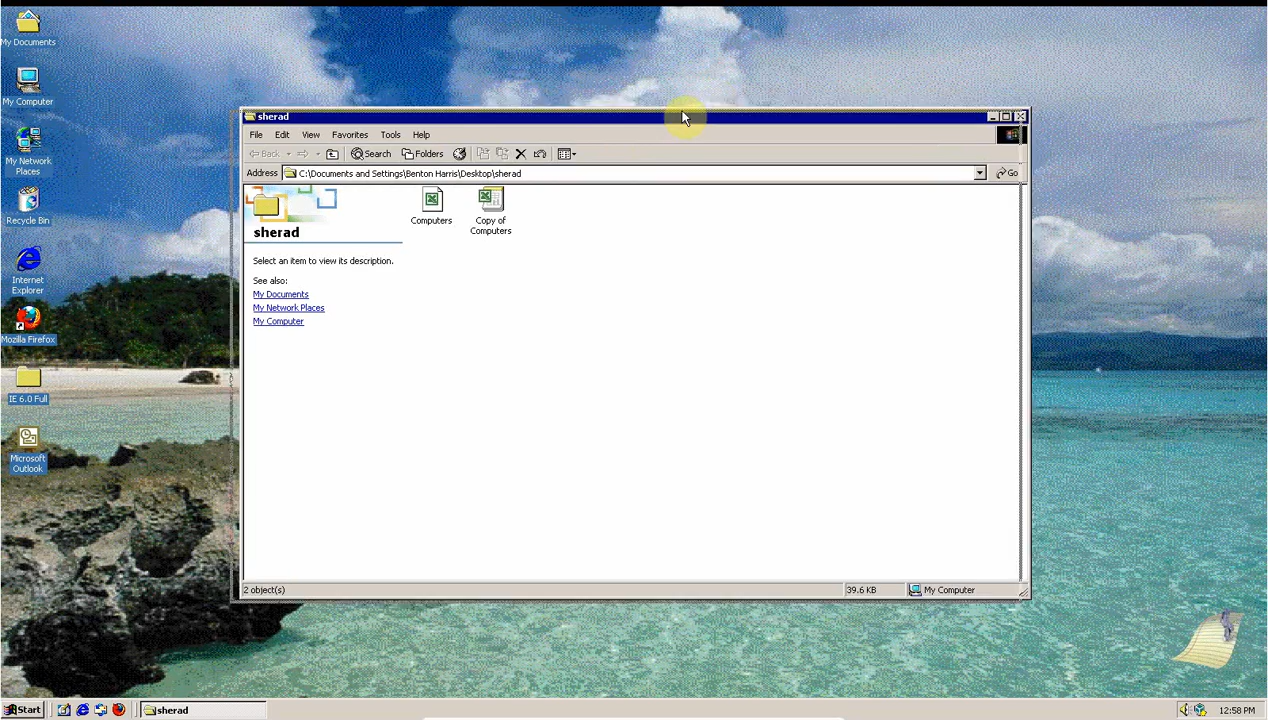 My Documents
My Computer
My Network
Places
Recycle Bin
Internet
Explorer
Mozilla Firefox
IE 6.0 Full
Microsoft
Outlook
sherad
File Edit View Favorites Tools Help
Back Search Folders
Address C:\Documents and Settings\Benton Harris\Desktop\sherad Go
sherad
Select an item to view its description.
See also:
My Documents
My Network Places
My Computer
Computers
Copy of
Computers
2 object(s) 39.6 KB My Computer
Start sherad 12:58 PM